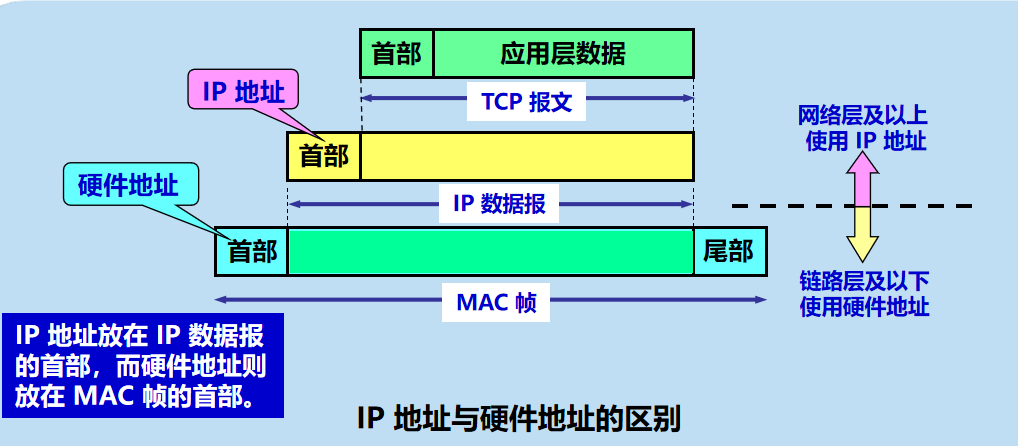 首部
应用层数据
TCP 报文
IP 地址
首部
IP 数据报
硬件地址
首部
尾部
MAC 帧
网络层及以上
使用 IP 地址
链路层及以下
使用硬件地址
IP 地址放在 IP 数据报
的首部，而硬件地址则
放在 MAC 帧的首部。
IP 地址与硬件地址的区别